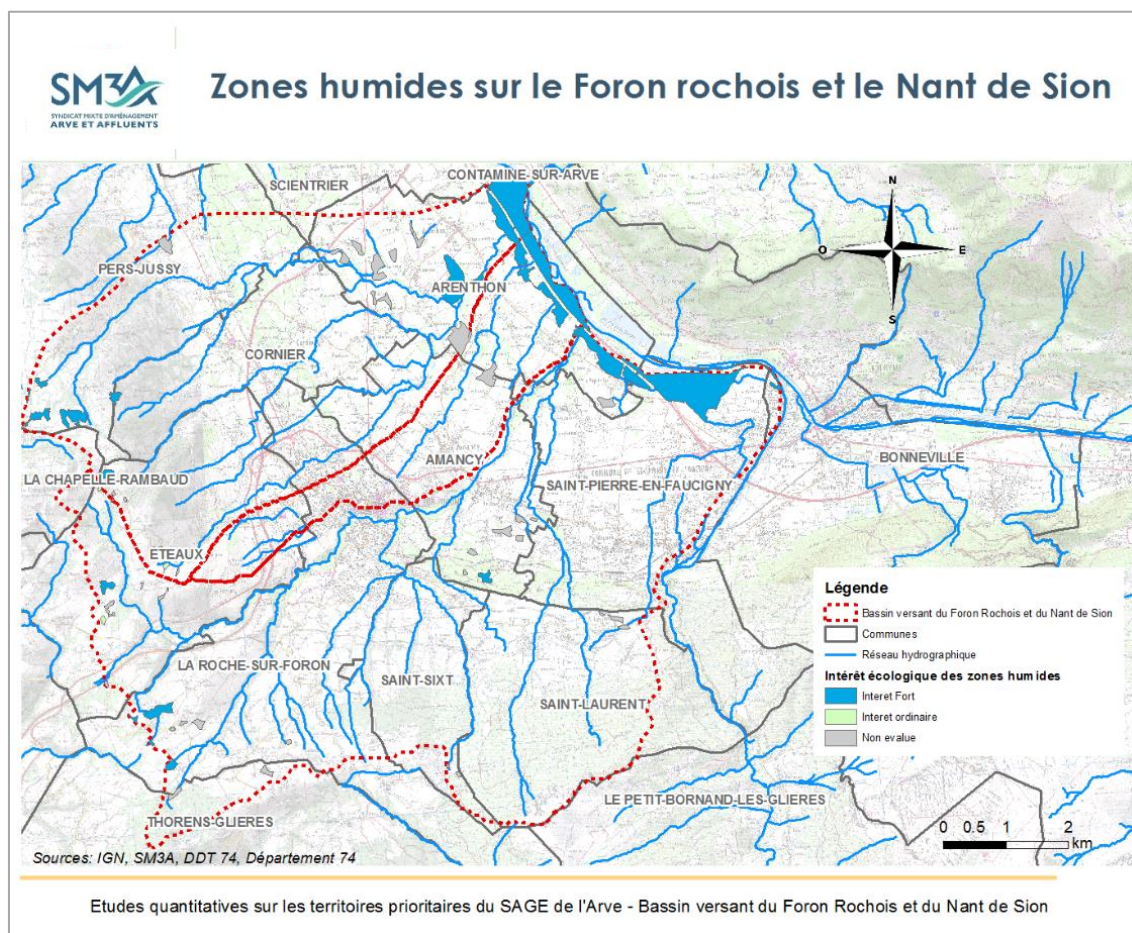 SM3A
SYNDICAT MIXTE D'AMÉNAGEMENT
ARVE ET AFFLUENTS
Zones humides sur le Foron rochois et le Nant de Sion
SCIENTRIER
CONTAMINE-SUR-ARVE
N
O
E
S
PERS-JUSSY
ARENTHON
CORNIER
LA CHAPELLE-RAMBAUD
AMANCY
SAINT-PIERRE-EN-FAUCIGNY
BONNEVILLE
ETEAUX
LA ROCHE-SUR-FORON
SAINT-SIXT
SAINT-LAURENT
THORENS-GLIERES
LE PETIT-BORNAND-LES-GLIERES
Légende
Bassin versant du Foron Rochois et du Nant de Sion
Communes
Réseau hydrographique
Intérêt écologique des zones humides
Interet Fort
Interet ordinaire
Non evalue
0 0.5 1 2
km
Sources: IGN, SM3A, DDT 74, Département 74
Etudes quantitatives sur les territoires prioritaires du SAGE de l'Arve - Bassin versant du Foron Rochois et du Nant de Sion